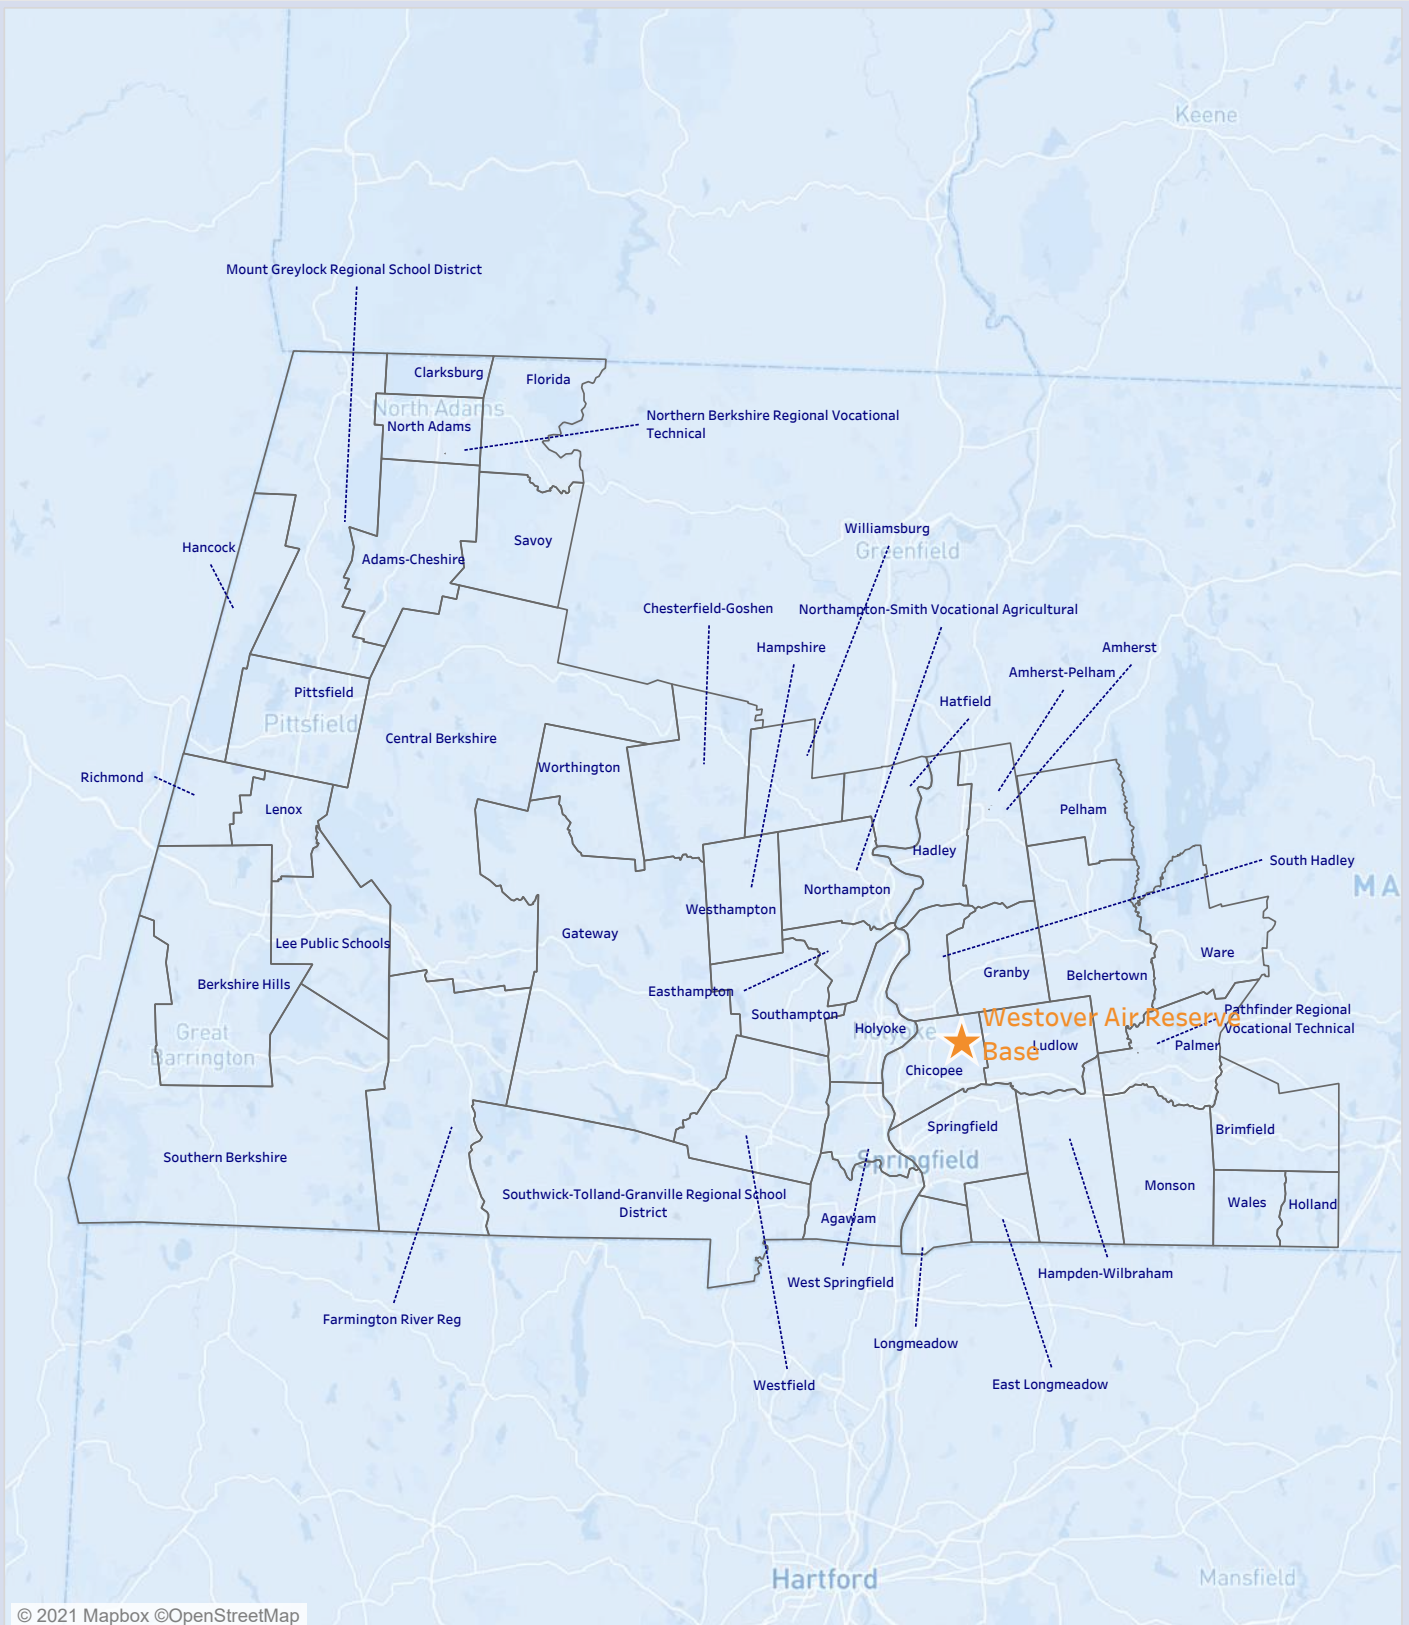 Keene
Mount Greylock Regional School District
Clarksburg
Florida
North Adams
North Adams
Northern Berkshire Regional Vocational
Technical
Williamsburg
Greenfield
Hancock
Savoy
Adams-Cheshire
Chesterfield-Goshen
Northampton-Smith Vocational Agricultural
Hampshire
Amherst
Amherst-Pelham
Pittsfield
Hatfield
Pittsfield
Central Berkshire
Worthington
Richmond
Lenox
Pelham
Hadley
South Hadley
Northampton
MA
Westhampton
Gateway
Lee Public Schools
Ware
Granby
Belchertown
Berkshire Hills
Easthampton
Southampton
Pathfinder Regional
Vocational Technical
Westover Air Reserve
Base
Great
Barrington
Holyoke
Holyoke
Ludlow
Palmer
Chicopee
Springfield
Brimfield
Southern Berkshire
Springfield
Monson
Southwick-Tolland-Granville Regional School
District
Wales
Holland
Agawam
Hampden-Wilbraham
West Springfield
Farmington River Reg
Longmeadow
Westfield
East Longmeadow
Hartford
Mansfield
© 2021 Mapbox ©OpenStreetMap